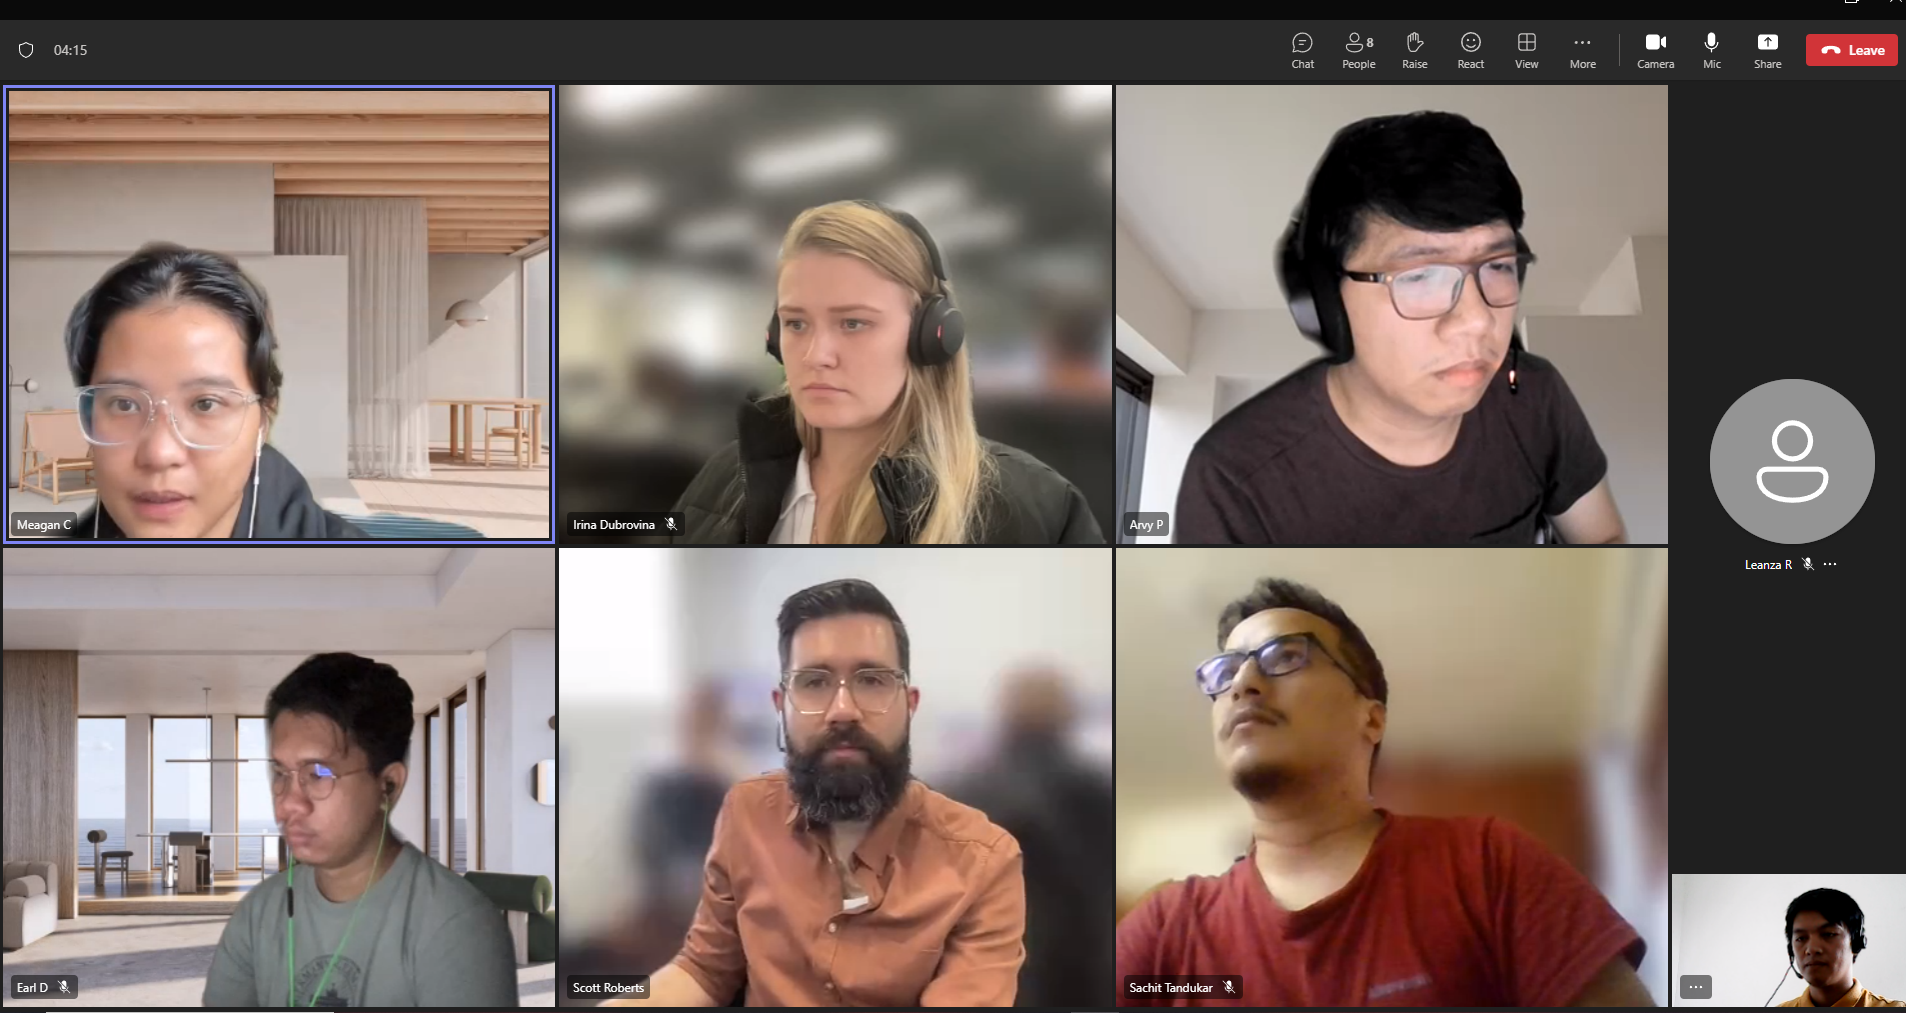 04:15
8
Chat
People
Raise
React
View
More
Camera
Mic
Share
Leave
Meagan C
Irina Dubrovina
Arvy P
Leanza R
Earl D
Scott Roberts
Sachit Tandukar